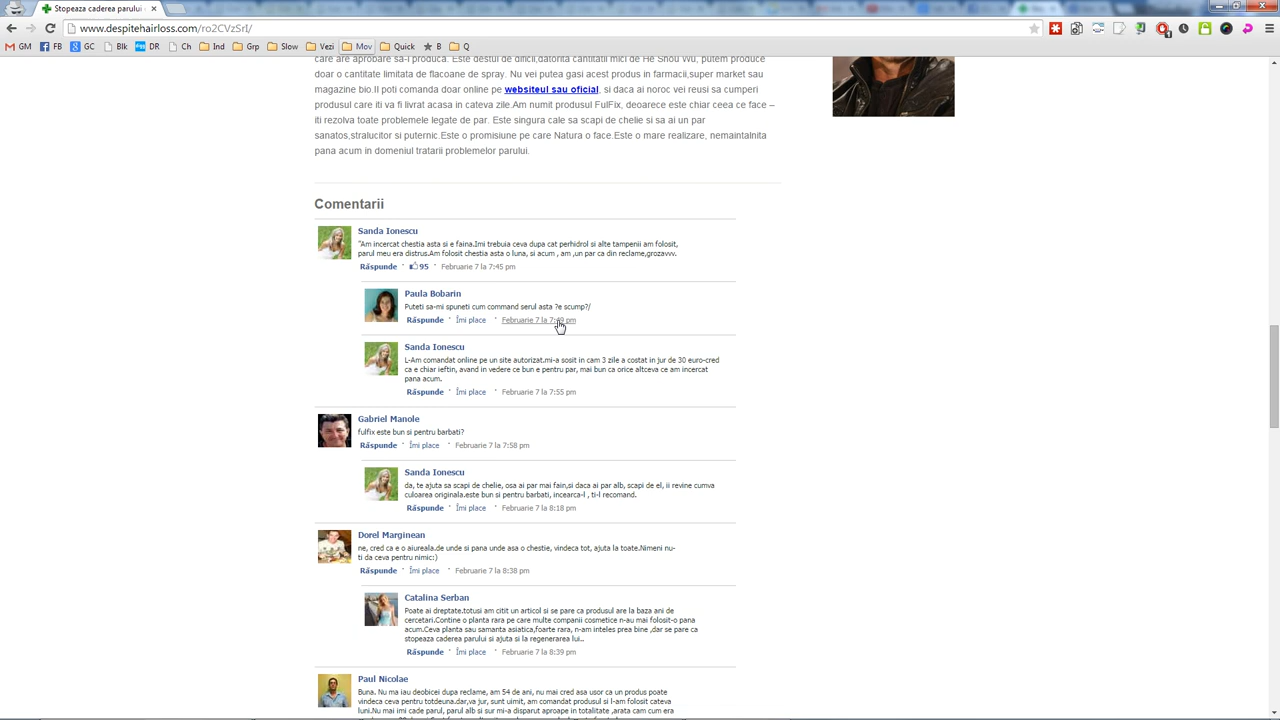 Stopeaza caderea parului
www.despitehairloss.com/ro2CVzSrI/
GM FB GC Blk DR Ch Ind Grp Slow Vezi Mov Quick B Q
care are aprobare sa-l produca. Este destul de dificil,datorita cantitatii mici de He Shou Wu, putem produce
doar o cantitate limitata de flacoane de spray. Nu vei putea gasi acest produs in farmacii,super market sau
magazine bio.Il poti comanda doar online pe websiteul sau oficial, si daca ai noroc vei reusi sa cumperi
produsul care iti va fi livrat acasa in cateva zile.Am numit produsul FulFix, deoarece este chiar ceea ce face –
iti rezolva toate problemele legate de par. Este singura cale sa scapi de chelie si sa ai un par
sanatos,stralucitor si puternic.Este o promisiune pe care Natura o face.Este o mare realizare, nemaintalnita
pana acum in domeniul tratarii problemelor parului.
Comentarii
Sanda Ionescu
"Am incercat chestia asta si e faina.Imi trebuia ceva dupa cat perhidrol si alte tampenii am folosit,
parul meu era distrus.Am folosit chestia asta o luna, si acum , am ,un par ca din reclame,grozavvv.
Răspunde · 95 · Februarie 7 la 7:45 pm
Paula Bobarin
Puteti sa-mi spuneti cum command serul asta ?e scump?/
Răspunde · Îmi place · Februarie 7 la 7:49 pm
Sanda Ionescu
L-Am comandat online pe un site autorizat.mi-a sosit in cam 3 zile a costat in jur de 30 euro-cred
ca e chiar ieftin, avand in vedere ce bun e pentru par, mai bun ca orice altceva ce am incercat
pana acum.
Răspunde · Îmi place · Februarie 7 la 7:55 pm
Gabriel Manole
fulfix este bun si pentru barbati?
Răspunde · Îmi place · Februarie 7 la 7:58 pm
Sanda Ionescu
da, te ajuta sa scapi de chelie, osa ai par mai fain,si daca ai par alb, scapi de el, ii revine cumva
culoarea originala.este bun si pentru barbati, incearca-l , ti-l recomand.
Răspunde · Îmi place · Februarie 7 la 8:18 pm
Dorel Marginean
ne, cred ca e o aiureala.de unde si pana unde asa o chestie, vindeca tot, ajuta la toate.Nimeni nu-
ti da ceva pentru nimic:)
Răspunde · Îmi place · Februarie 7 la 8:38 pm
Catalina Serban
Poate ai dreptate.totusi am citit un articol si se pare ca produsul are la baza ani de
cercetari.Contine o planta rara pe care multe companii cosmetice n-au mai folosit-o pana
acum.Ceva planta sau samanta asiatica,foarte rara, n-am inteles prea bine ,dar se pare ca
stopeaza caderea parului si ajuta si la regenerarea lui..
Răspunde · Îmi place · Februarie 7 la 8:39 pm
Paul Nicolae
Buna. Nu ma iau deobicei dupa reclame, am 54 de ani, nu mai cred asa usor ca un produs poate
vindeca ceva pentru totdeuna.dar,va jur, sunt uimit, am comandat produsul si l-am folosit cateva
luni.Nu mai imi cade parul, parul alb si sur mi-a disparut aproape in totalitate ,arata cam cum era